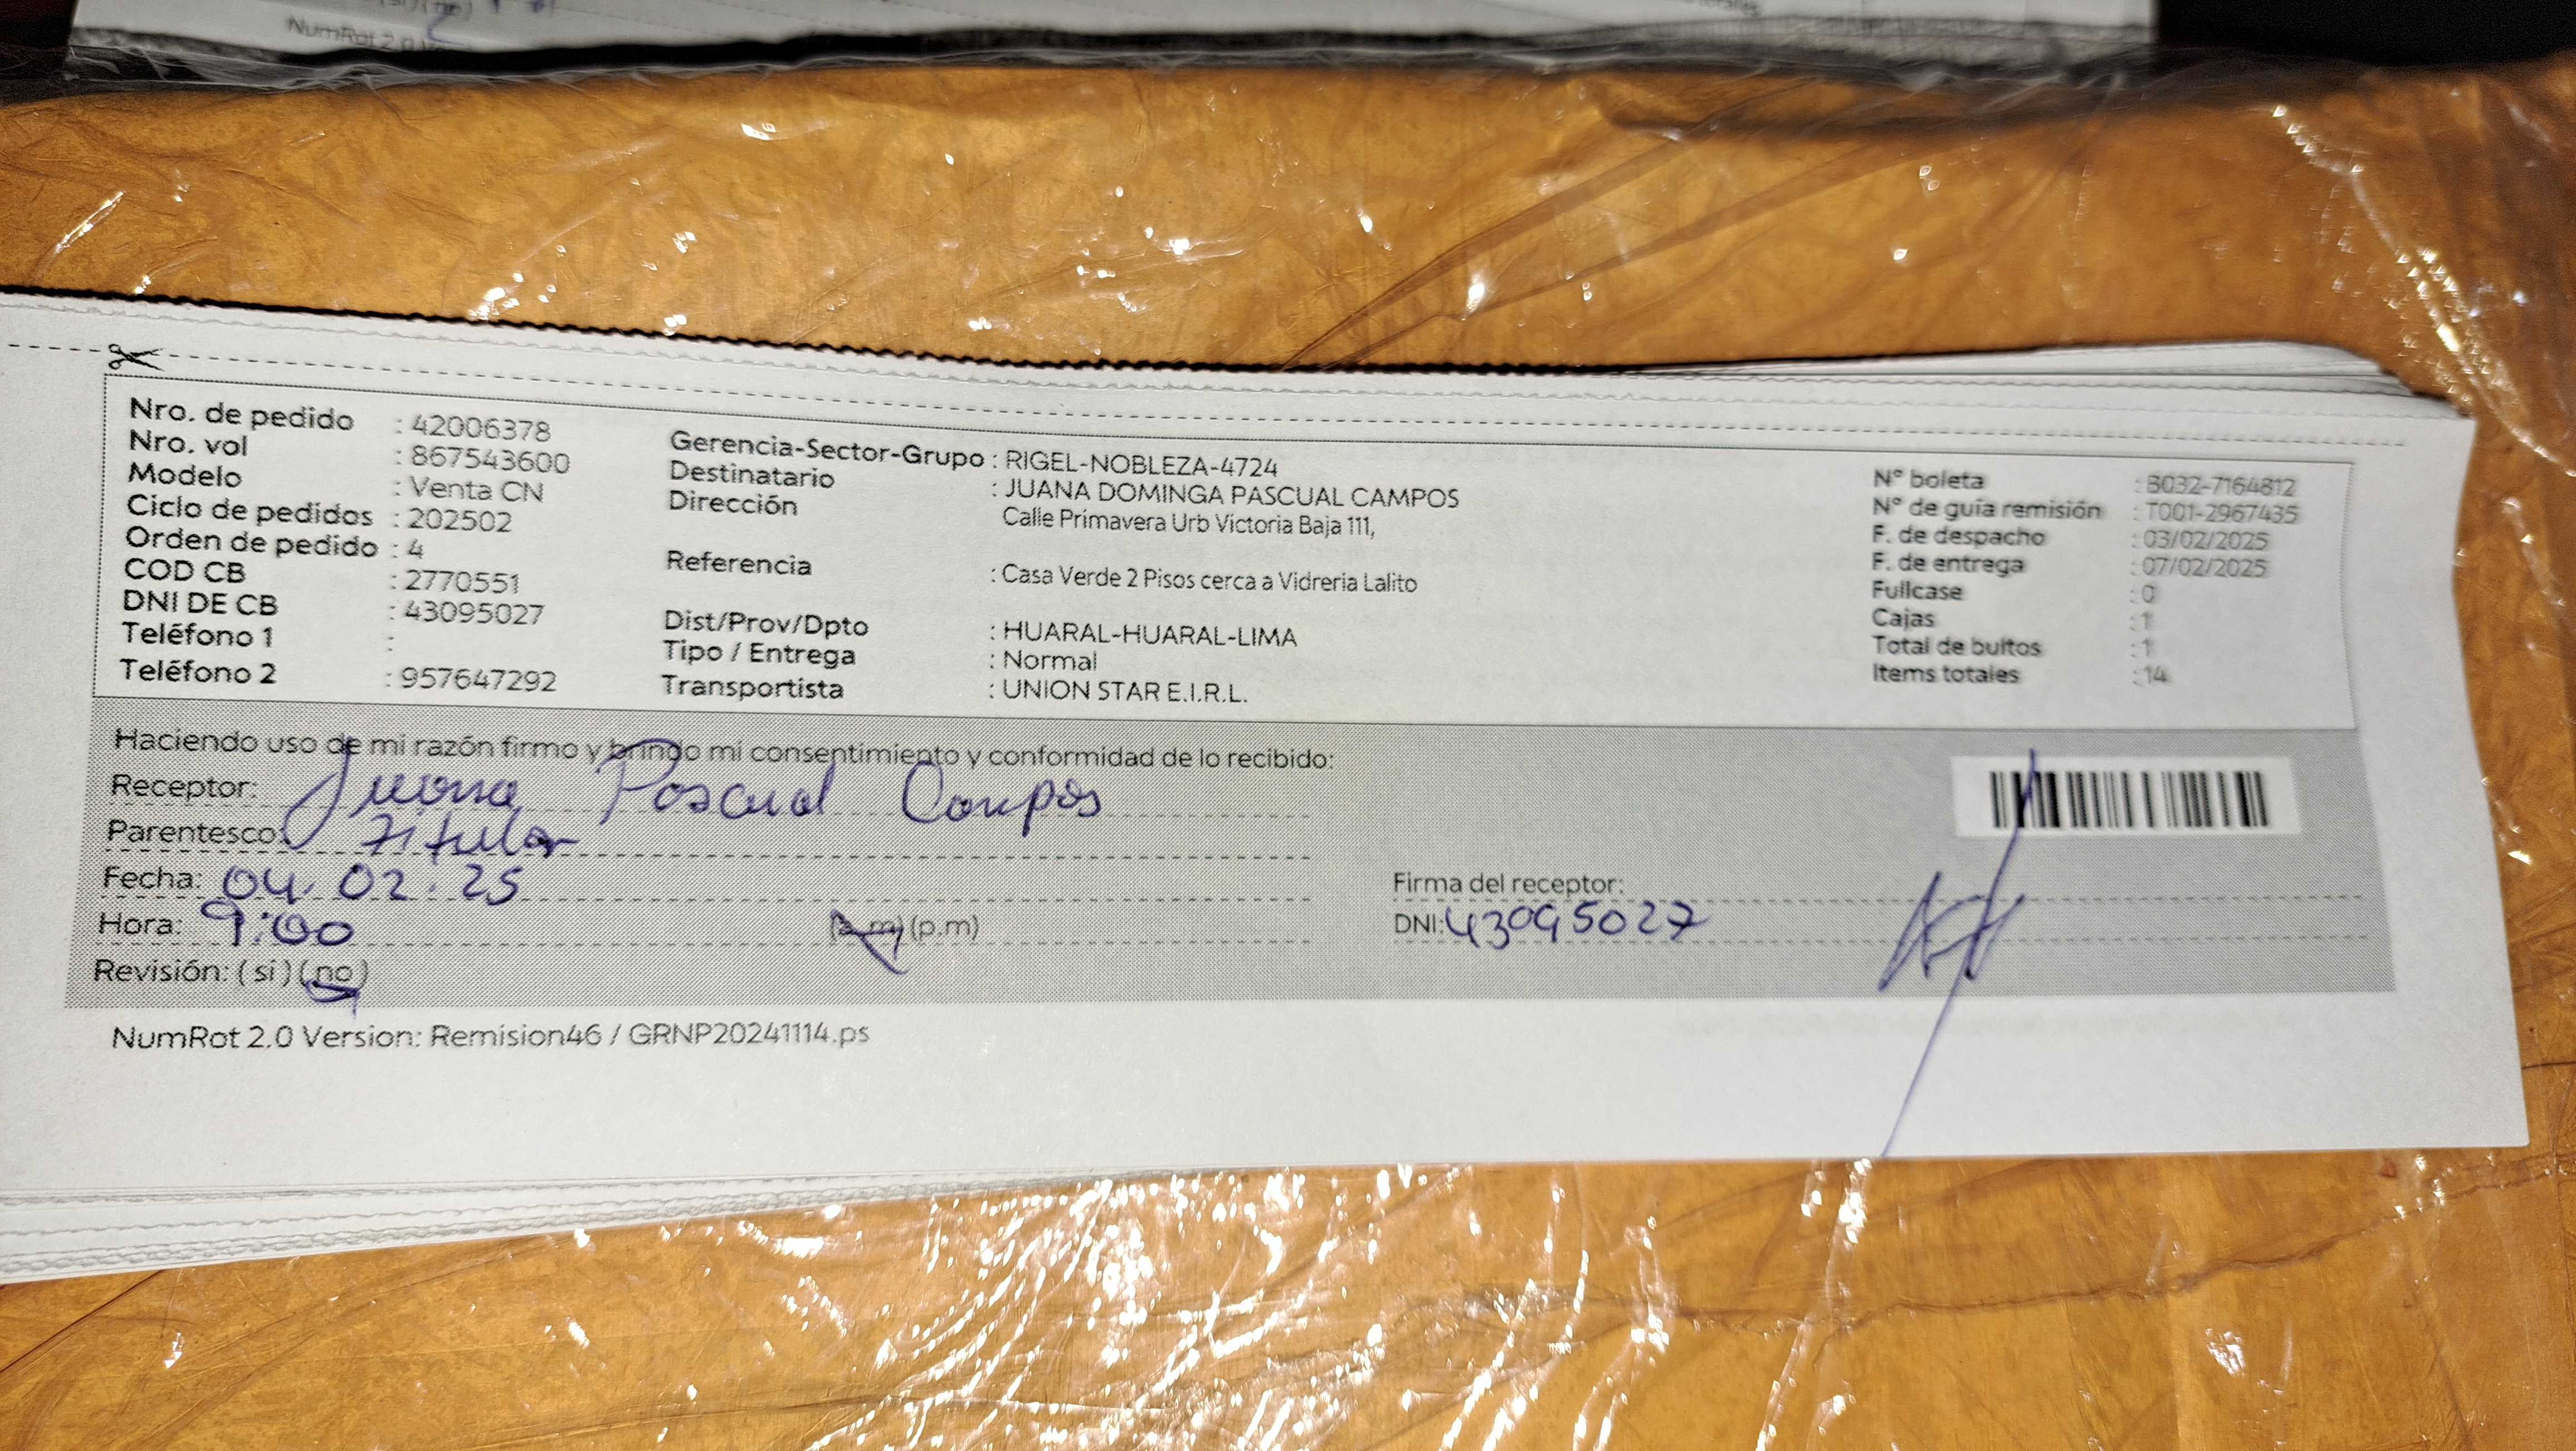 NumRot 2.0
Nro. de pedido : 42006378
Nro. vol : 867543600
Modelo : Venta CN
Ciclo de pedidos : 202502
Orden de pedido : 4
COD CB : 2770551
DNI DE CB : 43095027
Teléfono 1 :
Teléfono 2 : 957647292
Gerencia-Sector-Grupo : RIGEL-NOBLEZA-4724
Destinatario : JUANA DOMINGA PASCUAL CAMPOS
Dirección Calle Primavera Urb Victoria Baja 111,
Referencia : Casa Verde 2 Pisos cerca a Vidreria Lalito
Dist/Prov/Dpto : HUARAL-HUARAL-LIMA
Tipo / Entrega : Normal
Transportista : UNION STAR E.I.R.L.
N° boleta : B032-7164812
N° de guía remisión : T001-2967435
F. de despacho : 03/02/2025
F. de entrega : 07/02/2025
Fullcase : 0
Cajas : 1
Total de bultos : 1
Items totales : 14
Haciendo uso de mi razón firmo y brindo mi consentimiento y conformidad de lo recibido:
Receptor: Juana Pascual Campos
Parentesco: Titular
Fecha: 04.02.25
Hora: 9:00 (a.m) (p.m)
Revisión: (si) (no)
Firma del receptor:
DNI: 43095027
NumRot 2.0 Version: Remision46 / GRNP20241114.ps